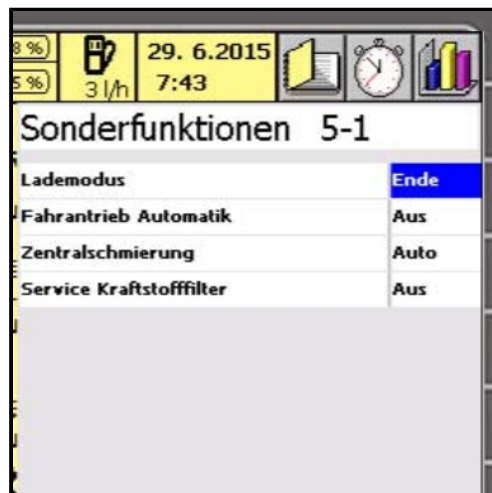 8 %)
5 %)
3 l/h
29. 6.2015
7:43
Sonderfunktionen 5-1
Lademodus Ende
Fahrantrieb Automatik Aus
Zentralschmierung Auto
Service Kraftstofffilter Aus